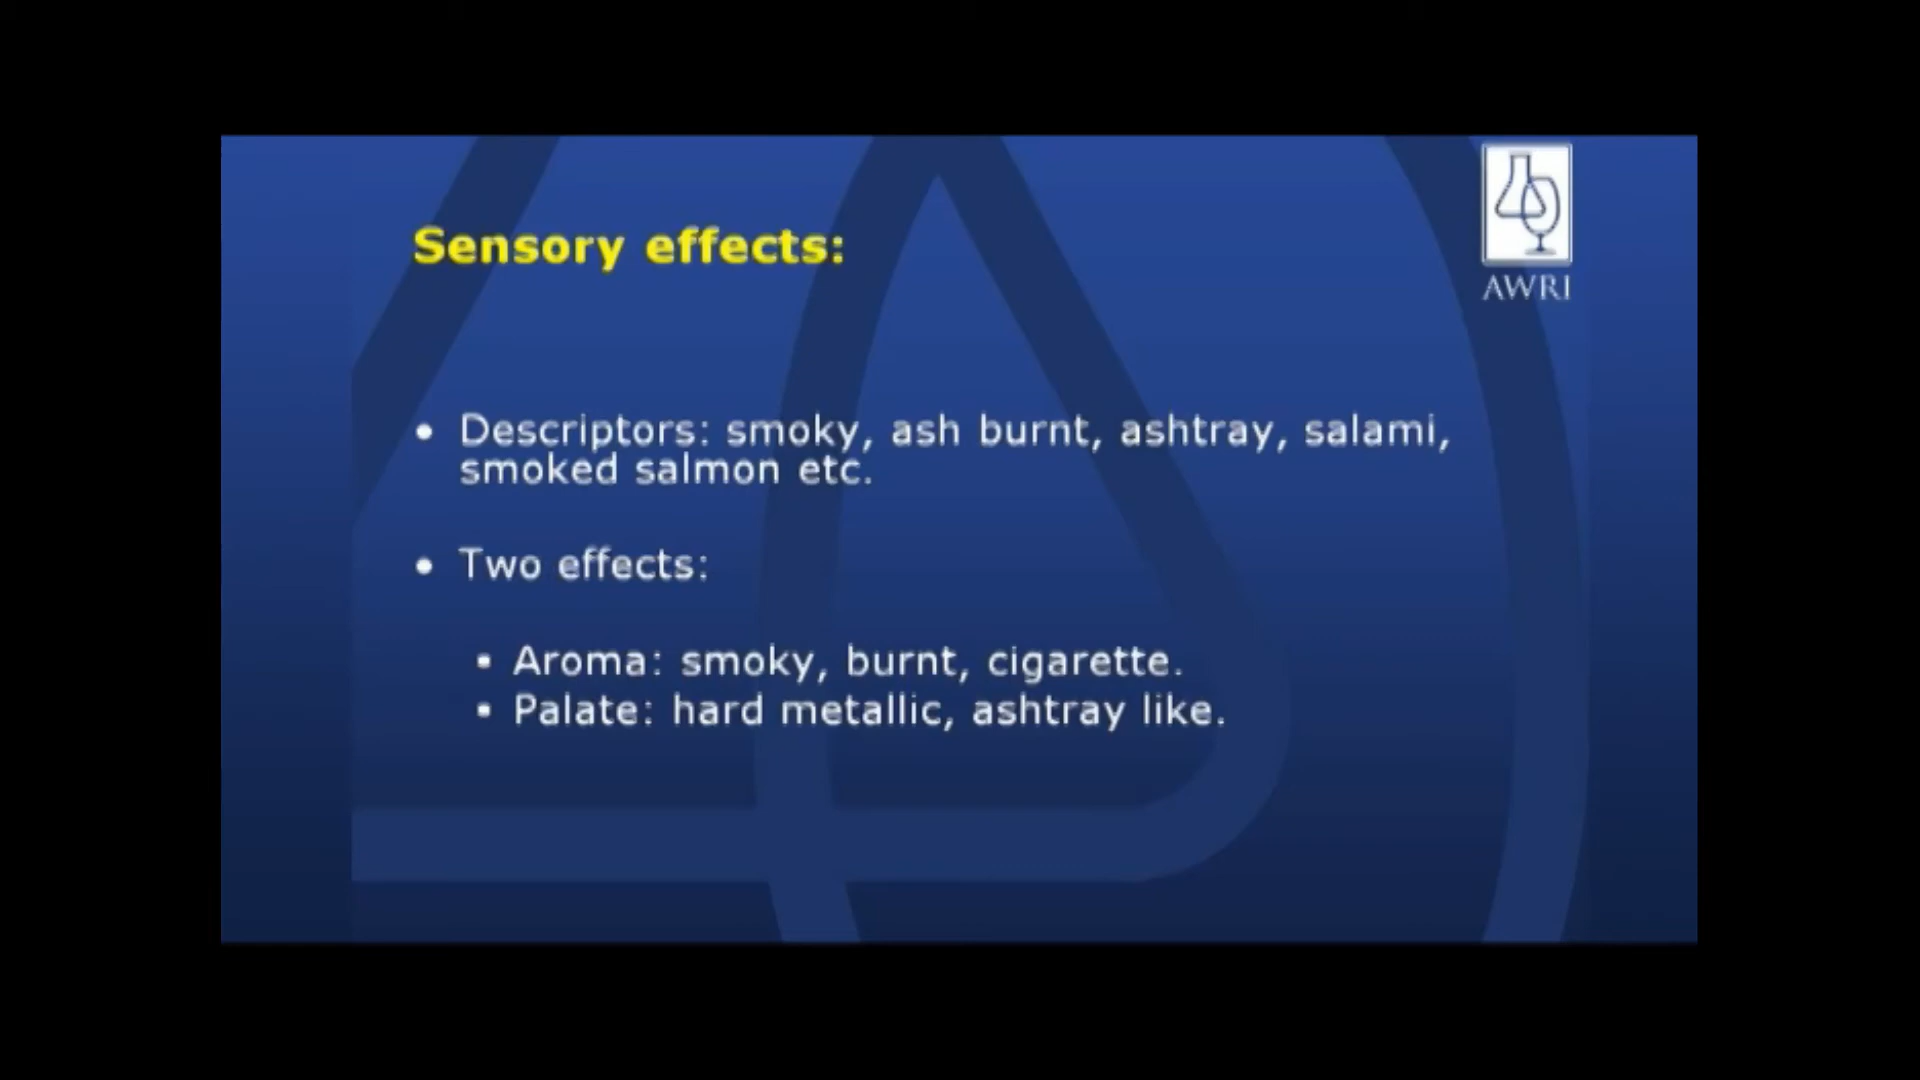 Sensory effects:
AWRI
• Descriptors: smoky, ash burnt, ashtray, salami,
smoked salmon etc.
• Two effects:
▪ Aroma: smoky, burnt, cigarette.
▪ Palate: hard metallic, ashtray like.